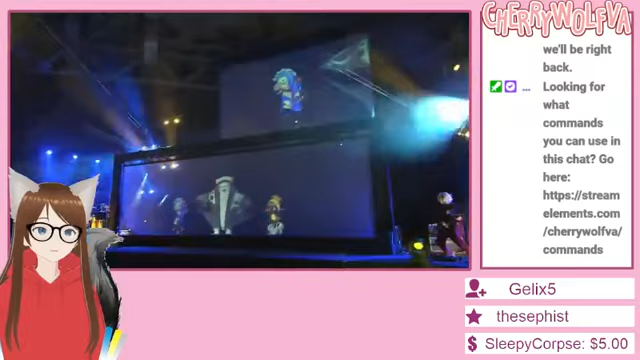 CHERRYWOLFVA
we'll be right
back.
... Looking for
what
commands
you can use in
this chat? Go
here:
https://stream
elements.com
/cherrywolfva/
commands
Gelix5
thesephist
$ SleepyCorpse: $5.00